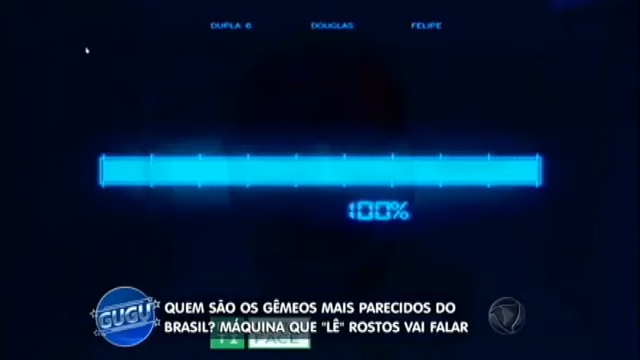 DUPLA 6 DOUGLAS FELIPE
100%
GUGU
QUEM SÃO OS GÊMEOS MAIS PARECIDOS DO
BRASIL? MÁQUINA QUE "LÊ" ROSTOS VAI FALAR
FACE